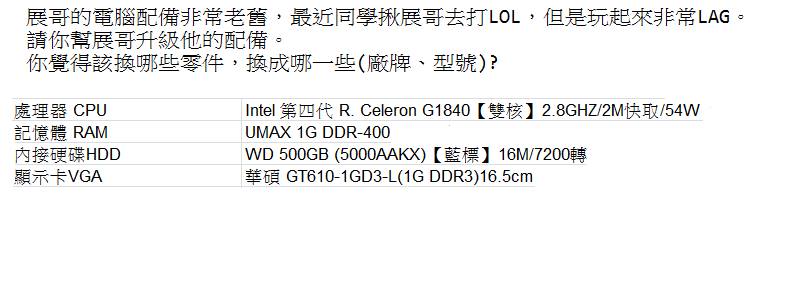 展哥的電腦配備非常老舊，最近同學揪展哥去打LOL，但是玩起來非常LAG。
請你幫展哥升級他的配備。
你覺得該換哪些零件，換成哪一些(廠牌、型號)?
處理器 CPU Intel 第四代 R. Celeron G1840【雙核】2.8GHZ/2M快取/54W
記憶體 RAM UMAX 1G DDR-400
內接硬碟HDD WD 500GB (5000AAKX)【藍標】16M/7200轉
顯示卡VGA 華碩 GT610-1GD3-L(1G DDR3)16.5cm